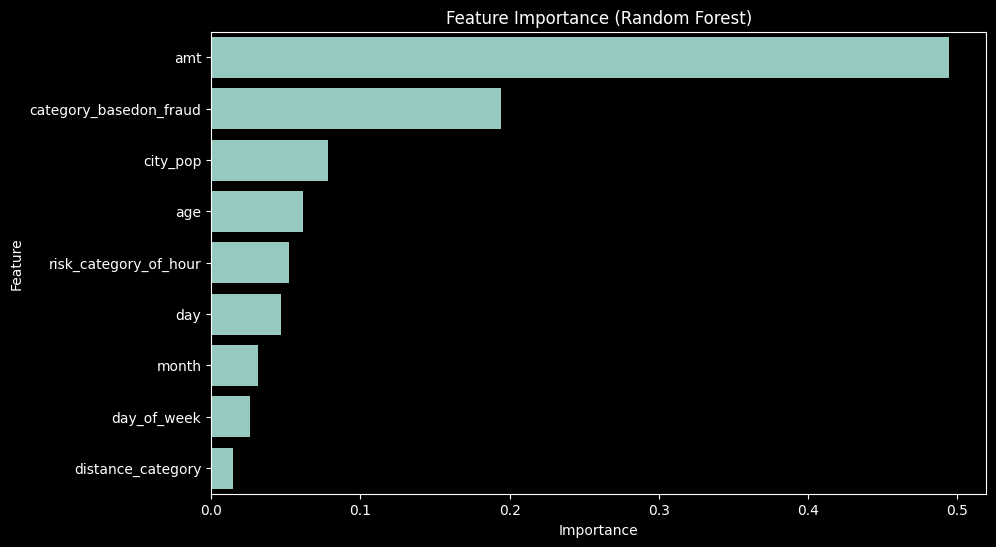 Feature Importance (Random Forest)
Feature
amt
category_basedon_fraud
city_pop
age
risk_category_of_hour
day
month
day_of_week
distance_category
0.0 0.1 0.2 0.3 0.4 0.5
Importance